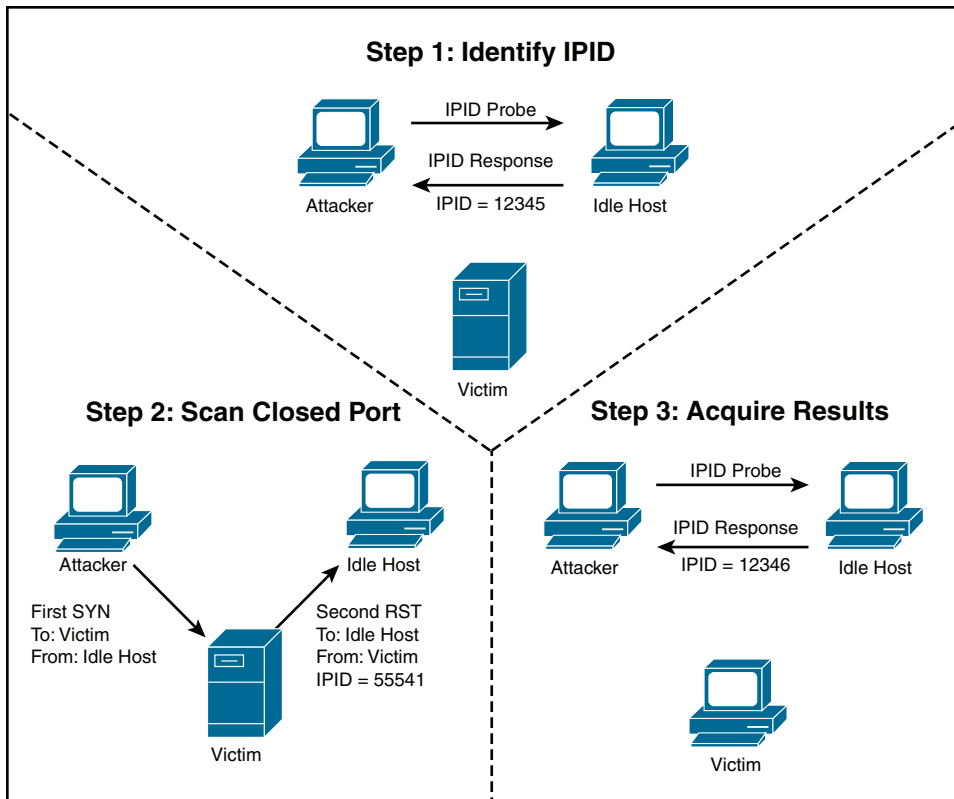 Step 1: Identify IPID
IPID Probe
IPID Response
IPID = 12345
Attacker
Idle Host
Victim
Step 2: Scan Closed Port
Attacker
Idle Host
First SYN
To: Victim
From: Idle Host
Second RST
To: Idle Host
From: Victim
IPID = 55541
Victim
Step 3: Acquire Results
IPID Probe
IPID Response
IPID = 12346
Attacker
Idle Host
Victim